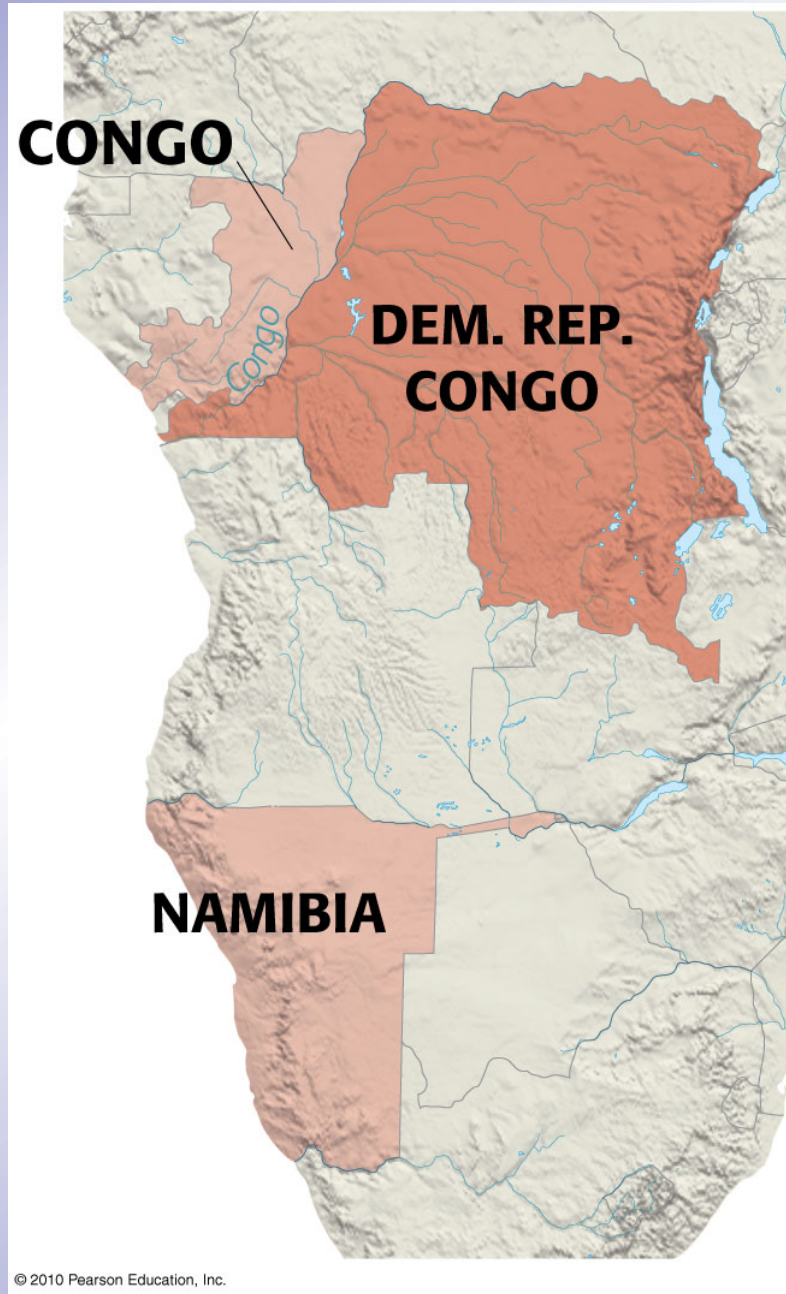 CONGO
Congo
DEM. REP.
CONGO
NAMIBIA
© 2010 Pearson Education, Inc.